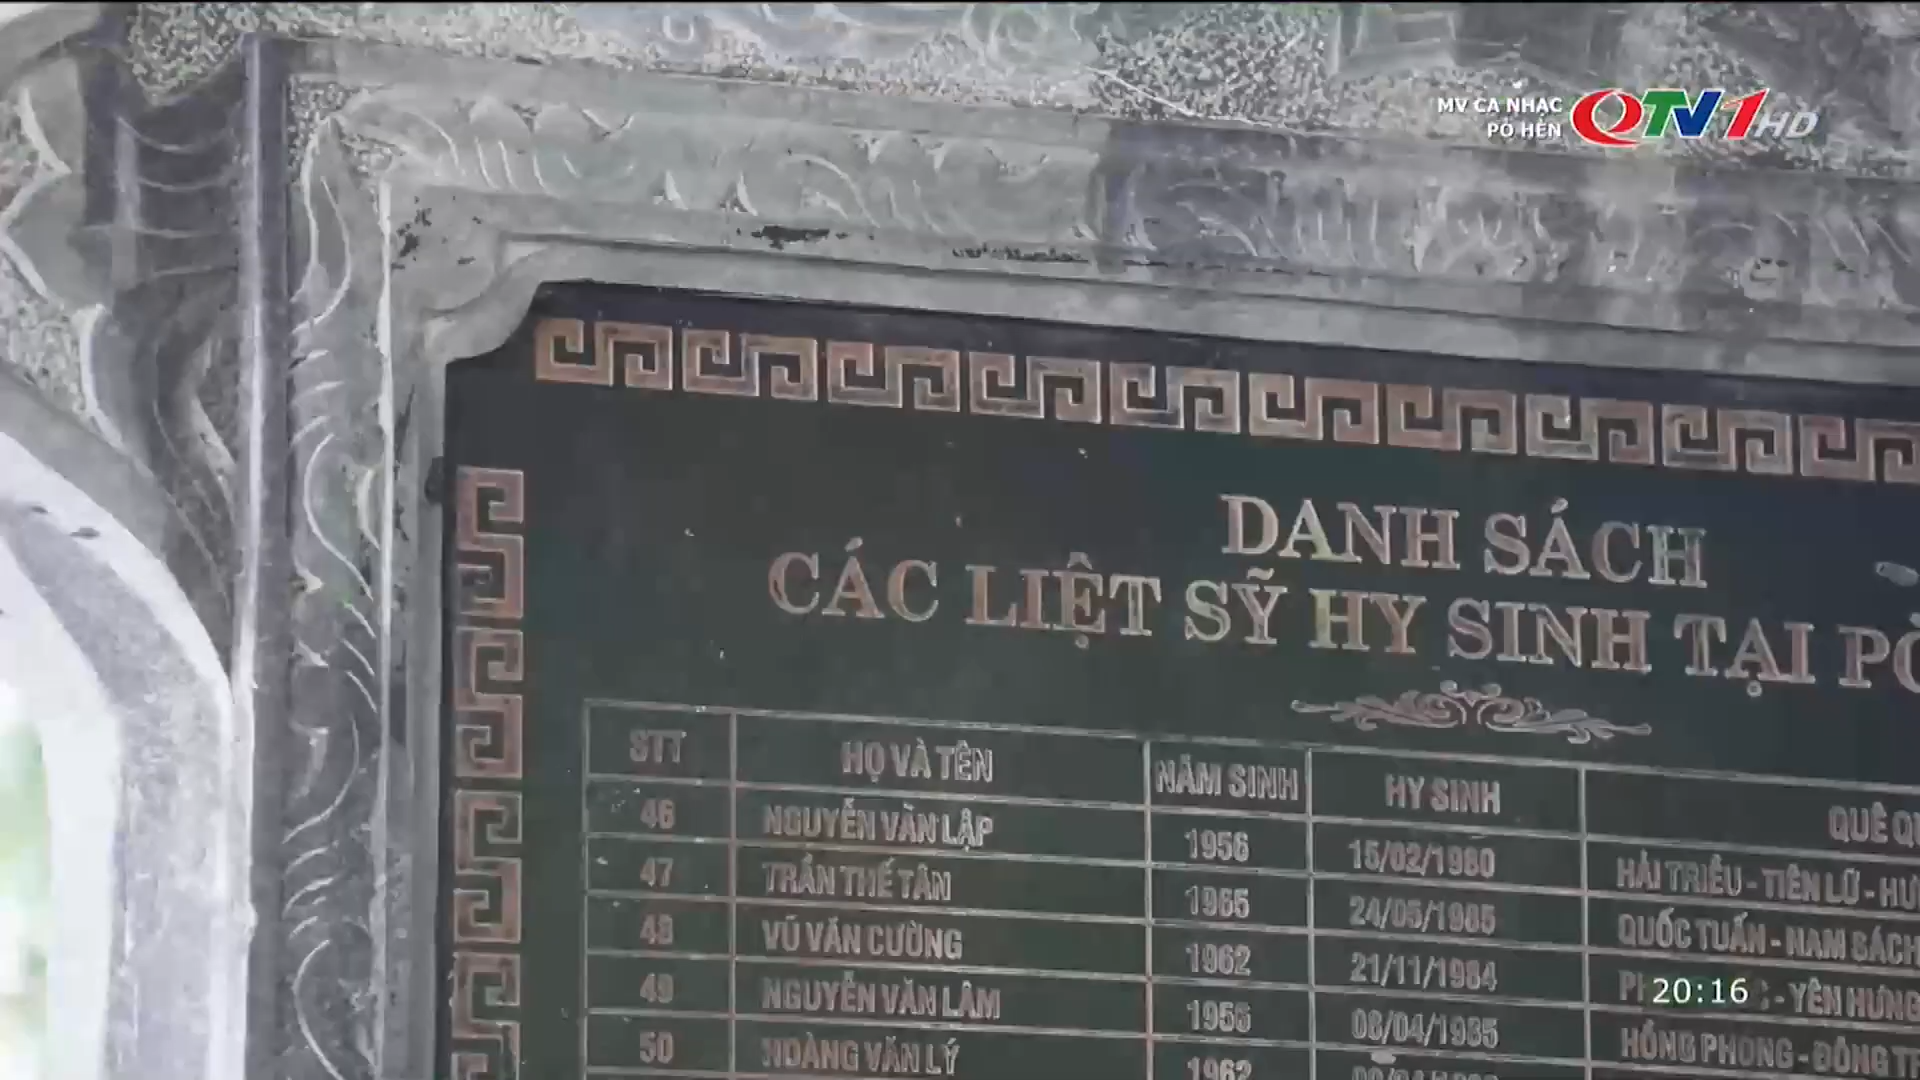 MV CA NHẠC
PÒ HÈN
QTV1HD
DANH SÁCH
CÁC LIỆT SỸ HY SINH TẠI PÒ
STT HỌ VÀ TÊN NĂM SINH HY SINH QUÊ
46 NGUYỄN VĂN LẬP 1956 15/02/1980 HẢI TRIỀU - TIÊN LỮ -
47 TRẦN THẾ TÂN 1965 24/05/1985 QUỐC TUẤN - NAM SÁCH
48 VŨ VĂN CƯỜNG 1962 21/11/1984 - YÊN HƯNG
49 NGUYỄN VĂN LÂM 1956 08/04/1985 HỒNG PHONG - ĐÔNG
50 HOÀNG VĂN LÝ 1962
20:16